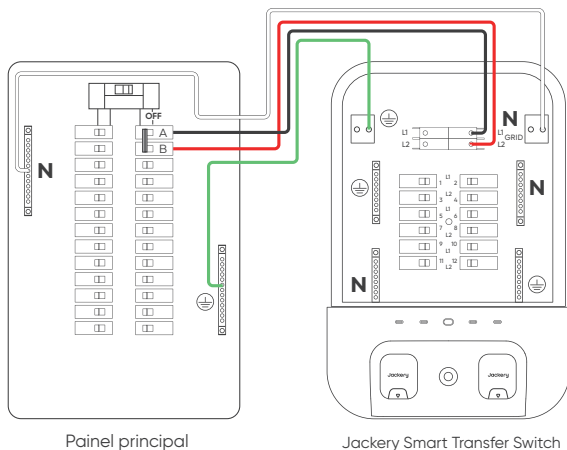 OFF
A
B
N
N
L1
L1
GRID
L2
L2
L1
1
2
L2
3
4
L1
5
6
7
8
L2
9
L1
10
11
12
L2
N
N
Jackery
Jackery
Painel principal
Jackery Smart Transfer Switch